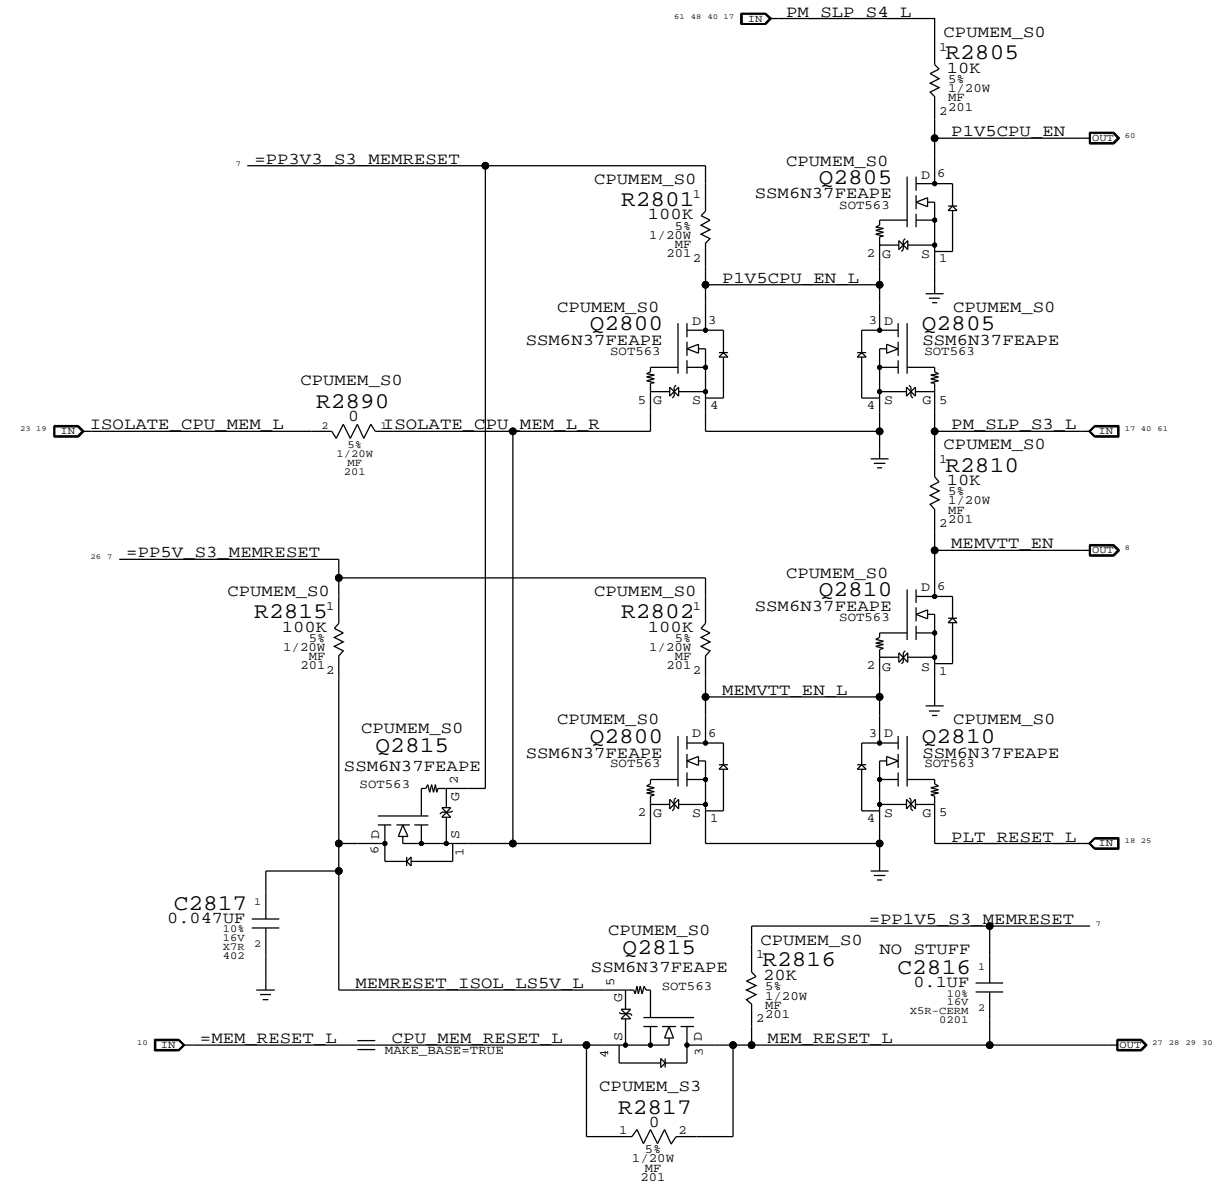 61 48 40 17 IN PM_SLP_S4_L
CPUMEM_S0
1 R2805
10K
5%
1/20W
MF
2 201
P1V5CPU_EN OUT 60
7 =PP3V3_S3_MEMRESET
CPUMEM_S0
R2801 1
100K
5%
1/20W
MF
201 2
CPUMEM_S0
Q2805
SSM6N37FEAPE
SOT563
D 6
2 G S 1
P1V5CPU_EN_L
CPUMEM_S0
Q2800
SSM6N37FEAPE
SOT563
D 3
5 G S 4
CPUMEM_S0
Q2805
SSM6N37FEAPE
SOT563
3 D
4 S G 5
CPUMEM_S0
R2890
0
23 19 IN ISOLATE_CPU_MEM_L 2 1 ISOLATE_CPU_MEM_L_R
5%
1/20W
MF
201
PM_SLP_S3_L IN 17 40 61
CPUMEM_S0
1 R2810
10K
5%
1/20W
MF
2 201
MEMVTT_EN OUT 8
26 7 =PP5V_S3_MEMRESET
CPUMEM_S0
R2815 1
100K
5%
1/20W
MF
201 2
CPUMEM_S0
R2802 1
100K
5%
1/20W
MF
201 2
CPUMEM_S0
Q2810
SSM6N37FEAPE
SOT563
D 6
2 G S 1
MEMVTT_EN_L
CPUMEM_S0
Q2815
SSM6N37FEAPE
SOT563
G 2
6 D S 1
CPUMEM_S0
Q2800
SSM6N37FEAPE
SOT563
D 6
2 G S 1
CPUMEM_S0
Q2810
SSM6N37FEAPE
SOT563
3 D
4 S G 5
PLT_RESET_L IN 18 25
C2817 1
0.047UF
10%
16V 2
X7R
402
=PP1V5_S3_MEMRESET 7
CPUMEM_S0
Q2815
SSM6N37FEAPE
SOT563
MEMRESET_ISOL_LS5V_L 5 G
4 S D 3
CPUMEM_S0
1 R2816
20K
5%
1/20W
MF
2 201
NO STUFF
C2816 1
0.1UF
10%
16V 2
X5R-CERM
0201
10 IN =MEM_RESET_L CPU_MEM_RESET_L
MAKE_BASE=TRUE
MEM_RESET_L OUT 27 28 29 30
CPUMEM_S3
R2817
0
1 2
5%
1/20W
MF
201